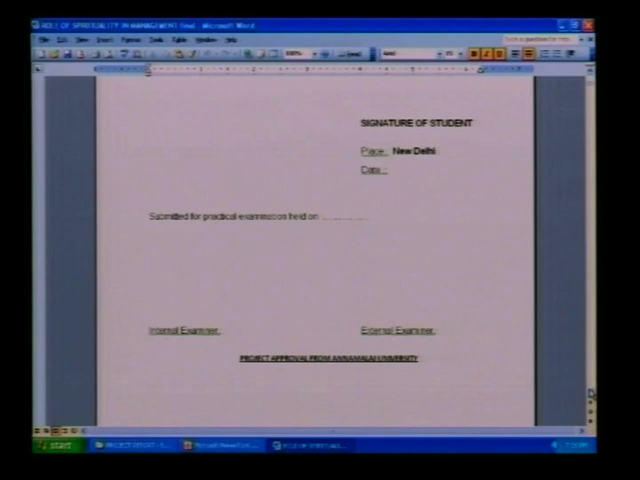 ROLE OF SPIRITUALITY IN MANAGEMENT final - Microsoft Word
SIGNATURE OF STUDENT
Place: New Delhi
Date :
Submitted for practical examination held on ..............
Internal Examiner.
External Examiner.
PROJECT APPROVAL FROM ANNAMALAI UNIVERSITY
start